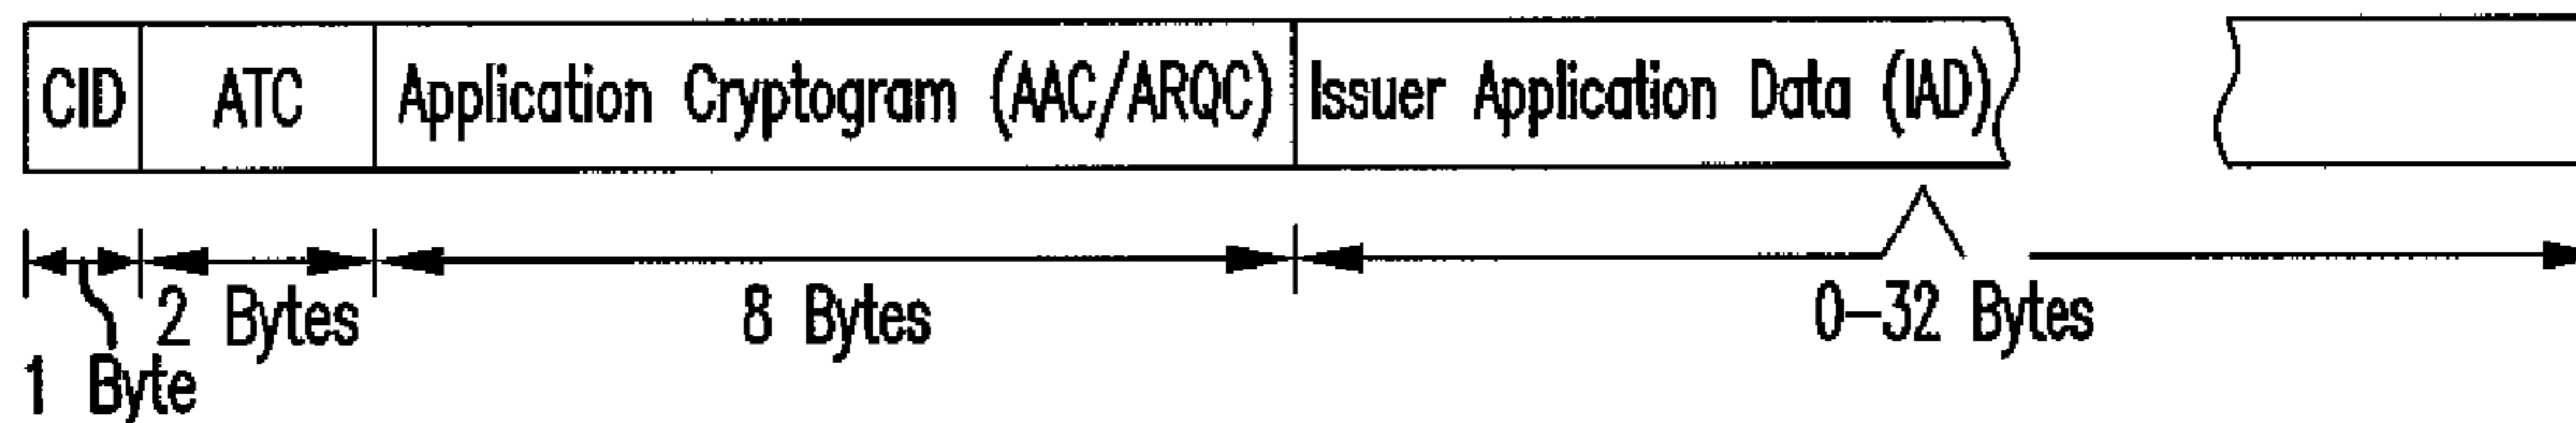 CID ATC Application Cryptogram (AAC/ARQC) Issuer Application Data (IAD)
2 Bytes 8 Bytes 0-32 Bytes
1 Byte